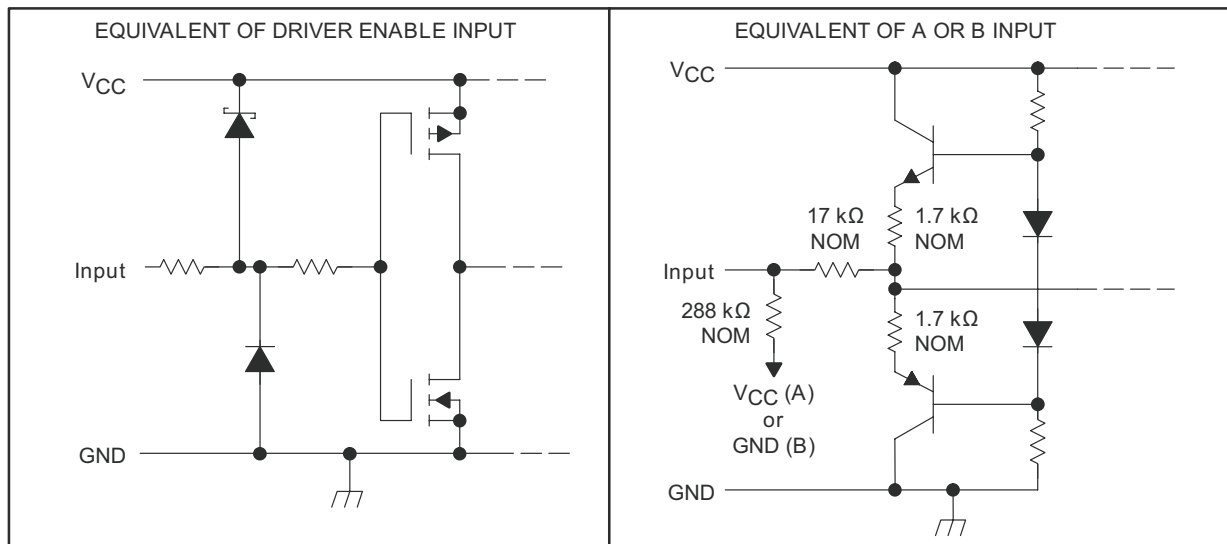 EQUIVALENT OF DRIVER ENABLE INPUT
VCC
Input
GND
EQUIVALENT OF A OR B INPUT
VCC
17 kΩ
NOM
1.7 kΩ
NOM
Input
288 kΩ
NOM
1.7 kΩ
NOM
VCC (A)
or
GND (B)
GND